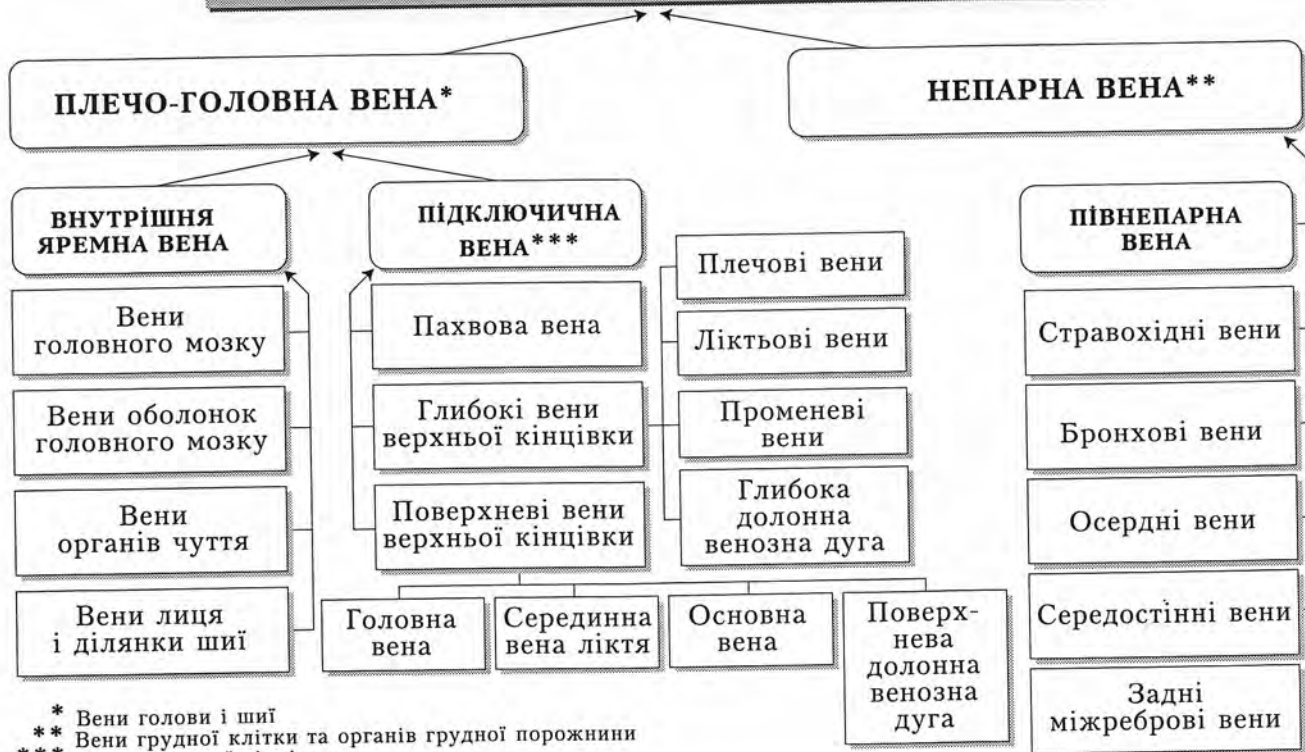 ПЛЕЧО-ГОЛОВНА ВЕНА*
НЕПАРНА ВЕНА**
ВНУТРІШНЯ
ЯРЕМНА ВЕНА
ПІДКЛЮЧИЧНА
ВЕНА***
ПІВНЕПАРНА
ВЕНА
Вени
головного мозку
Вени оболонок
головного мозку
Вени
органів чуття
Вени лиця
і ділянки шиї
Пахвова вена
Глибокі вени
верхньої кінцівки
Поверхневі вени
верхньої кінцівки
Плечові вени
Ліктьові вени
Променеві
вени
Глибока
долонна
венозна дуга
Головна
вена
Серединна
вена ліктя
Основна
вена
Поверх-
нева
долонна
венозна
дуга
Стравохідні вени
Бронхові вени
Осердні вени
Середостінні вени
Задні
міжреброві вени
* Вени голови і шиї
** Вени грудної клітки та органів грудної порожнини
***